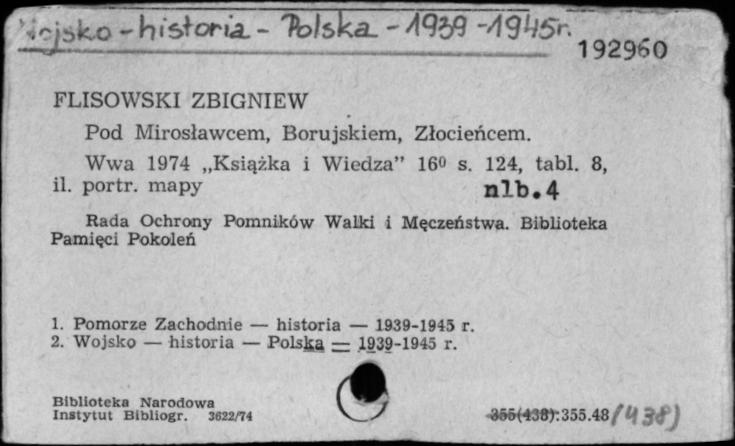 Wojsko - historia - Polska - 1939 - 1945r.
192960
FLISOWSKI ZBIGNIEW
Pod Mirosławcem, Borujskiem, Złocieńcem.
Wwa 1974 „Książka i Wiedza” 16⁰ s. 124, tabl. 8,
il. portr. mapy nlb.4
Rada Ochrony Pomników Walki i Męczeństwa. Biblioteka
Pamięci Pokoleń
1. Pomorze Zachodnie — historia — 1939-1945 r.
2. Wojsko — historia — Polska — 1939-1945 r.
Biblioteka Narodowa
Instytut Bibliogr. 3622/74
355(438):355.48 (438)